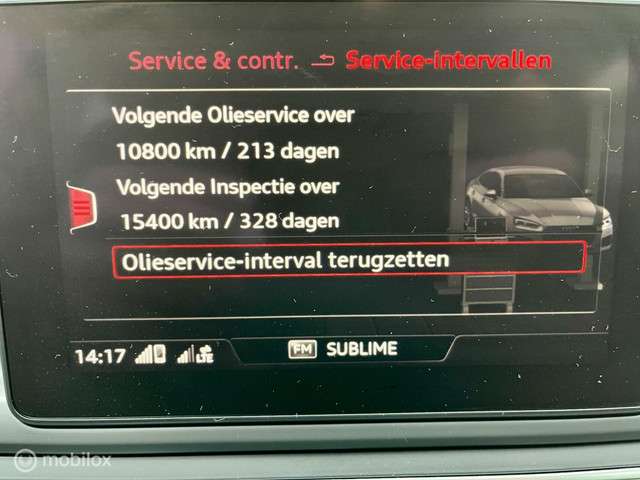 Service & contr. Service-intervallen
Volgende Olieservice over
10800 km / 213 dagen
Volgende Inspectie over
15400 km / 328 dagen
Olieservice-interval terugzetten
14:17 FM SUBLIME
mobilox